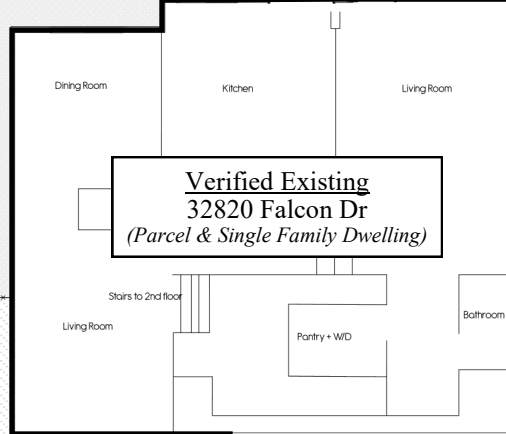 Dining Room
Kitchen
Living Room
Verified Existing
32820 Falcon Dr
(Parcel & Single Family Dwelling)
Stairs to 2nd floor
Living Room
Pantry + W/D
Bathroom